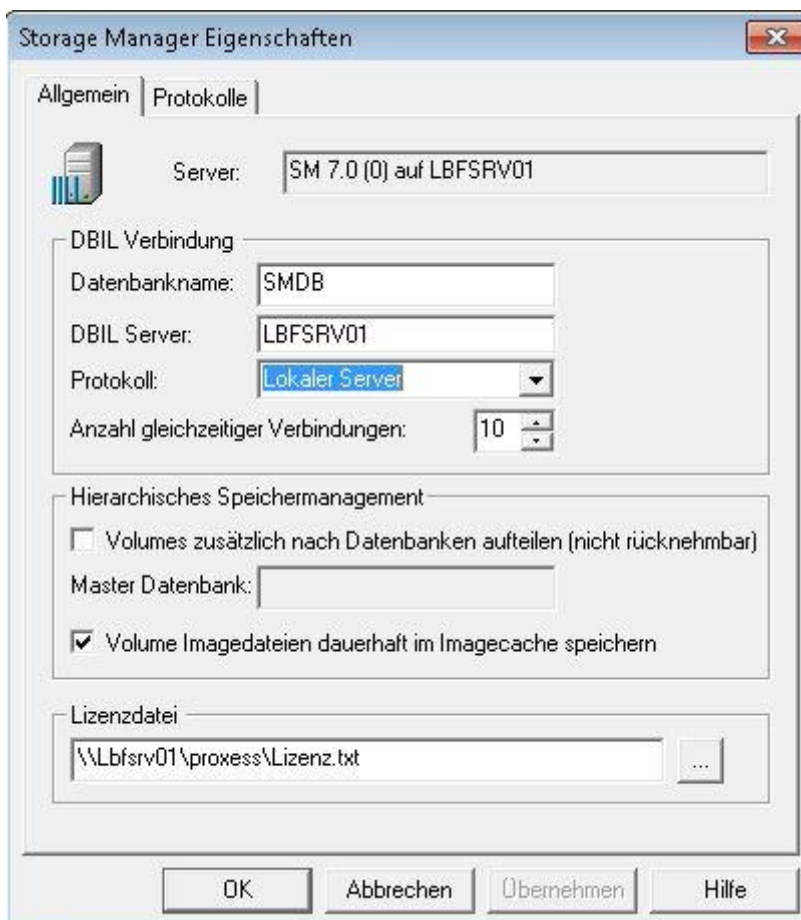 Storage Manager Eigenschaften
Allgemein Protokolle
Server: SM 7.0 (0) auf LBFSRV01
DBIL Verbindung
Datenbankname: SMDB
DBIL Server: LBFSRV01
Protokoll: Lokaler Server
Anzahl gleichzeitiger Verbindungen: 10
Hierarchisches Speichermanagement
Volumes zusätzlich nach Datenbanken aufteilen (nicht rücknehmbar)
Master Datenbank:
Volume Imagedateien dauerhaft im Imagecache speichern
Lizenzdatei
\\Lbfsrv01\proxess\Lizenz.txt ...
OK Abbrechen Übernehmen Hilfe